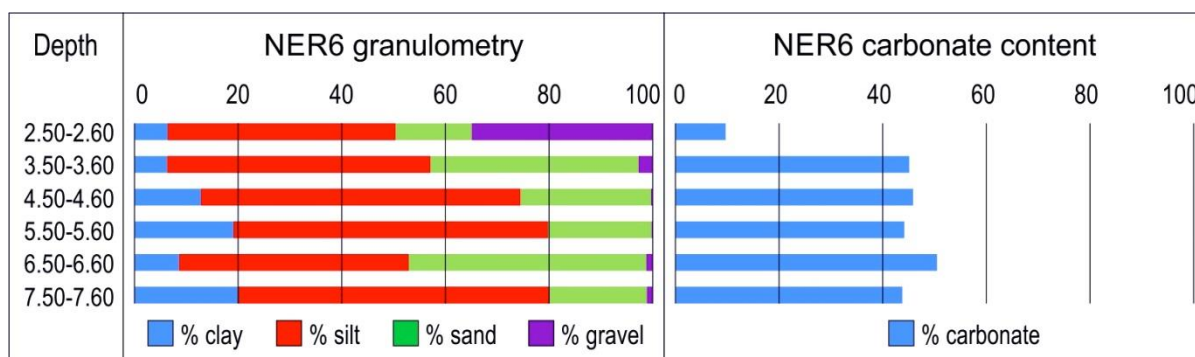 Depth NER6 granulometry NER6 carbonate content
0 20 40 60 80 100 0 20 40 60 80 100
2.50-2.60
3.50-3.60
4.50-4.60
5.50-5.60
6.50-6.60
7.50-7.60
% clay % silt % sand % gravel % carbonate